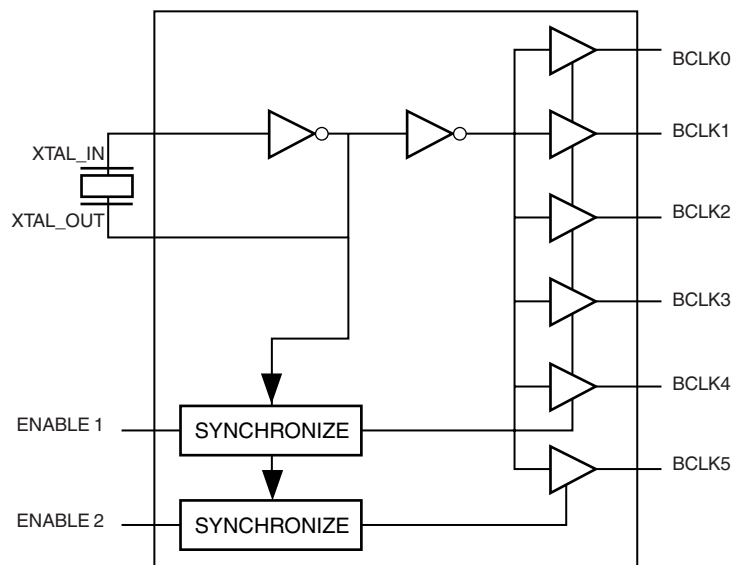 BCLK0
BCLK1
XTAL_IN
XTAL_OUT
BCLK2
BCLK3
BCLK4
ENABLE 1
SYNCHRONIZE
BCLK5
ENABLE 2
SYNCHRONIZE